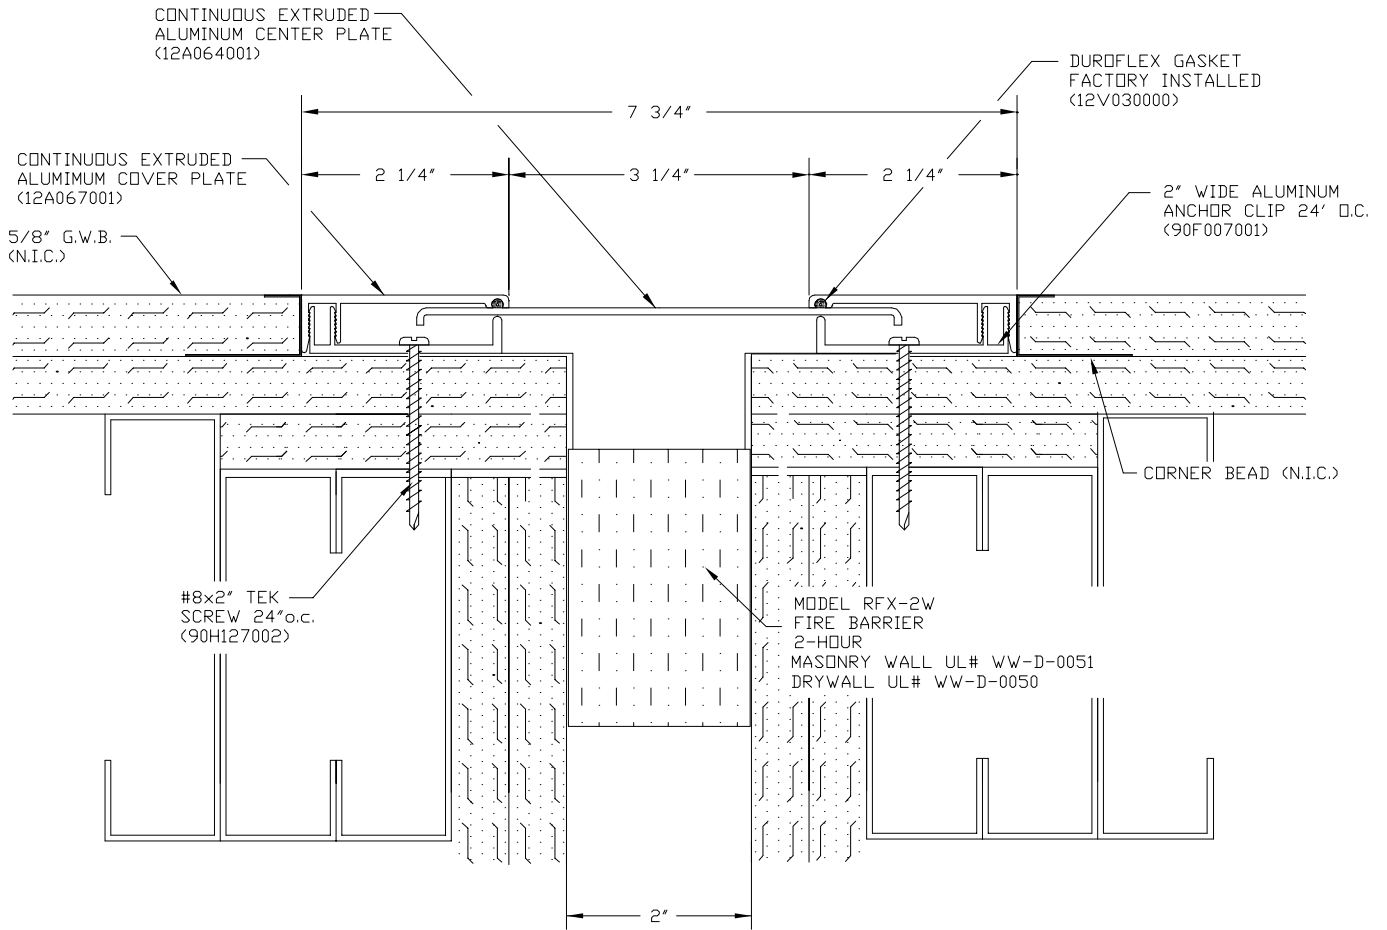 CONTINUOUS EXTRUDED
ALUMINUM CENTER PLATE
(12A064001)
DUROFLEX GASKET
FACTORY INSTALLED
(12V030000)
7 3/4"
CONTINUOUS EXTRUDED
ALUMIMUM COVER PLATE
(12A067001)
2 1/4"
3 1/4"
2 1/4"
2" WIDE ALUMINUM
ANCHOR CLIP 24' O.C.
(90F007001)
5/8" G.W.B.
(N.I.C.)
CORNER BEAD (N.I.C.)
#8x2" TEK
SCREW 24"o.c.
(90H127002)
MODEL RFX-2W
FIRE BARRIER
2-HOUR
MASONRY WALL UL# WW-D-0051
DRYWALL UL# WW-D-0050
2"